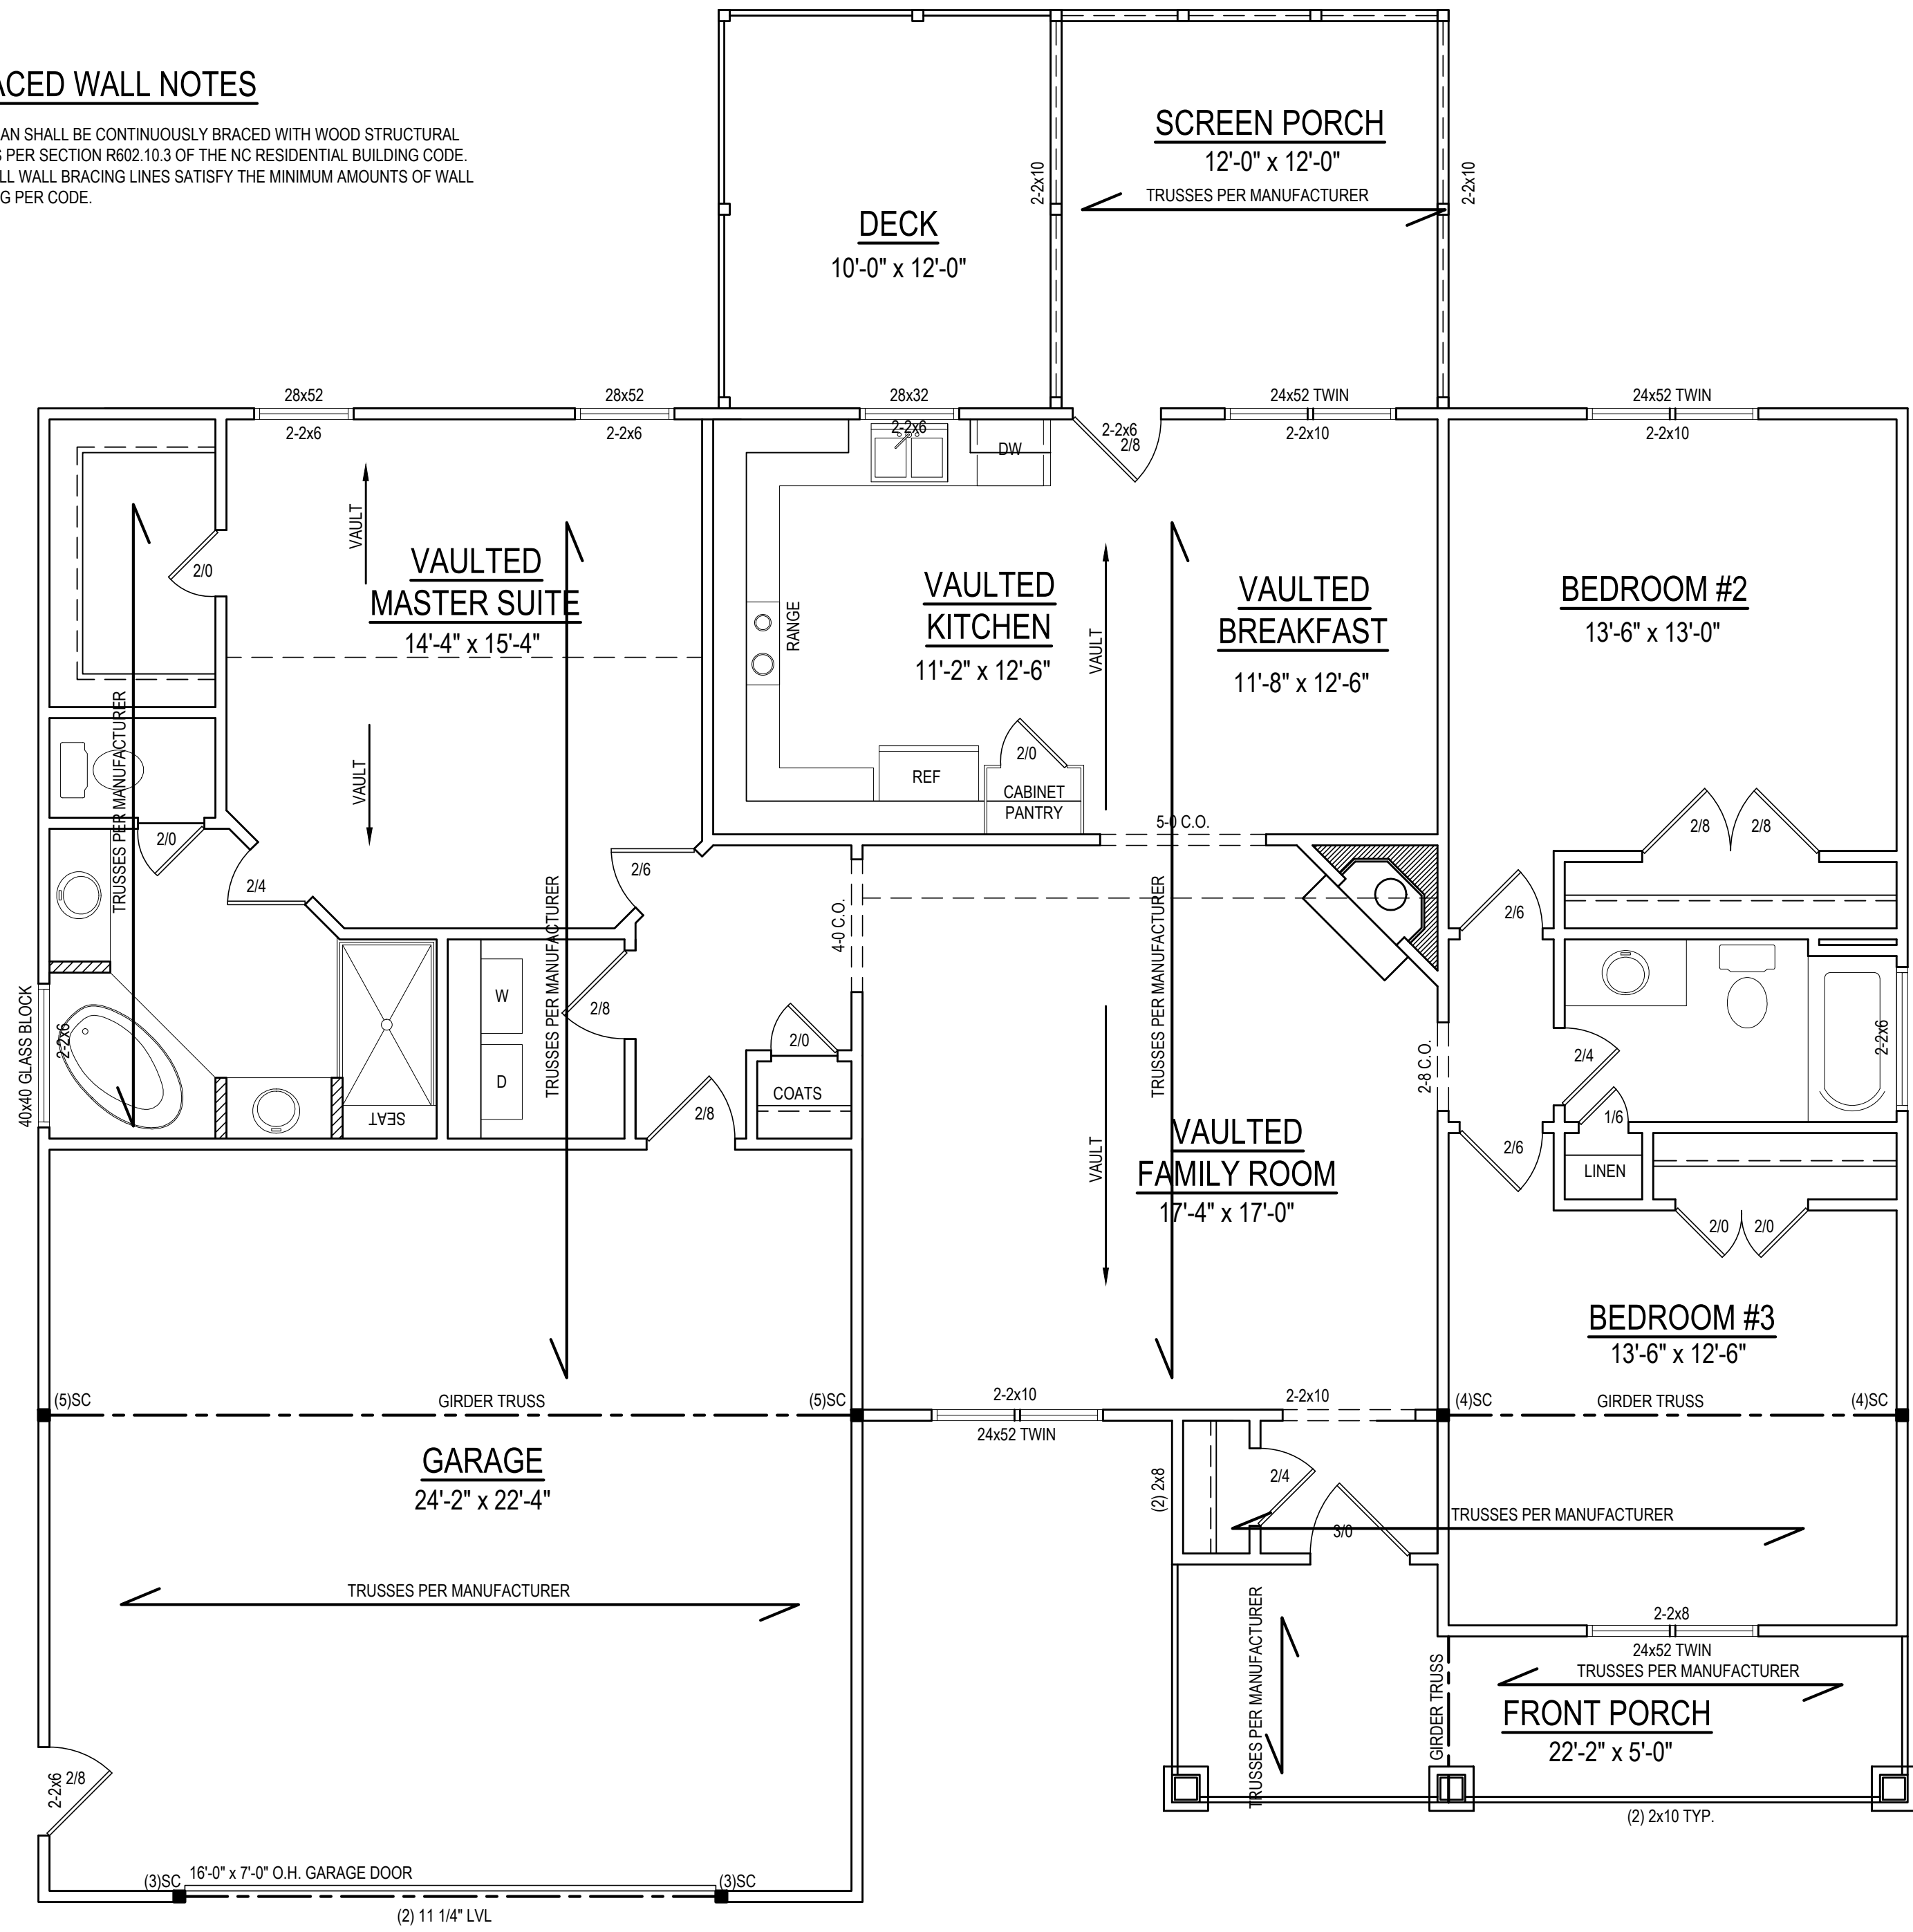 ACED WALL NOTES
AN SHALL BE CONTINUOUSLY BRACED WITH WOOD STRUCTURAL
S PER SECTION R602.10.3 OF THE NC RESIDENTIAL BUILDING CODE.
LL WALL BRACING LINES SATISFY THE MINIMUM AMOUNTS OF WALL
G PER CODE.
DECK
10'-0" x 12'-0"
2-2x10
SCREEN PORCH
12'-0" x 12'-0"
TRUSSES PER MANUFACTURER
2-2x10
28x52
2-2x6
28x52
2-2x6
28x32
2-2x6
DW
2-2x6
2/8
24x52 TWIN
2-2x10
24x52 TWIN
2-2x10
2/0
VAULT
VAULTED
MASTER SUITE
14'-4" x 15'-4"
VAULT
TRUSSES PER MANUFACTURER
RANGE
VAULTED
KITCHEN
11'-2" x 12'-6"
VAULT
VAULTED
BREAKFAST
11'-8" x 12'-6"
BEDROOM #2
13'-6" x 13'-0"
REF
2/0
CABINET
PANTRY
5-0 C.O.
2/8
2/8
2/0
2/4
2/6
4-0 C.O.
2/6
40x40 GLASS BLOCK
2-2x6
SEAT
W
D
TRUSSES PER MANUFACTURER
2/8
2/8
2/0
COATS
TRUSSES PER MANUFACTURER
VAULT
VAULTED
FAMILY ROOM
17'-4" x 17'-0"
2-8 C.O.
2/4
2-2x6
1/6
2/6
LINEN
2/0
2/0
BEDROOM #3
13'-6" x 12'-6"
(5)SC
GIRDER TRUSS
(5)SC
2-2x10
24x52 TWIN
2-2x10
(4)SC
GIRDER TRUSS
(4)SC
GARAGE
24'-2" x 22'-4"
(2) 2x8
2/4
3/0
TRUSSES PER MANUFACTURER
TRUSSES PER MANUFACTURER
TRUSSES PER MANUFACTURER
GIRDER TRUSS
2-2x8
24x52 TWIN
TRUSSES PER MANUFACTURER
FRONT PORCH
22'-2" x 5'-0"
(2) 2x10 TYP.
2-2x6
2/8
(3)SC
16'-0" x 7'-0" O.H. GARAGE DOOR
(3)SC
(2) 11 1/4" LVL